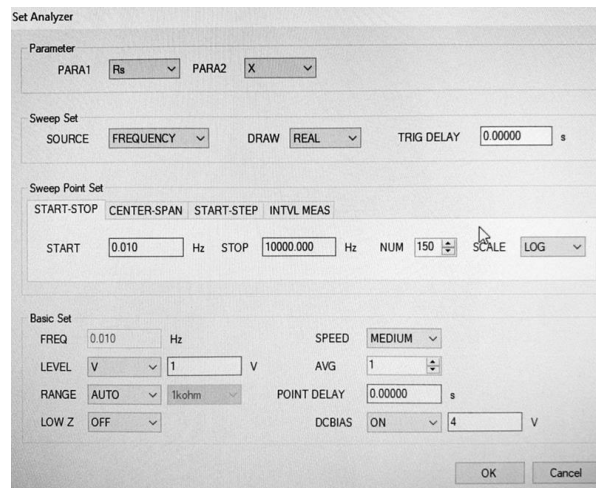 Set Analyzer
Parameter
PARA1 Rs PARA2 X
Sweep Set
SOURCE FREQUENCY DRAW REAL TRIG DELAY 0.00000 s
Sweep Point Set
START-STOP CENTER-SPAN START-STEP INTVL MEAS
START 0.010 Hz STOP 10000.000 Hz NUM 150 SCALE LOG
Basic Set
FREQ 0.010 Hz SPEED MEDIUM
LEVEL V 1 V AVG 1
RANGE AUTO 1kohm POINT DELAY 0.00000 s
LOW Z OFF DCBIAS ON 4 V
OK Cancel